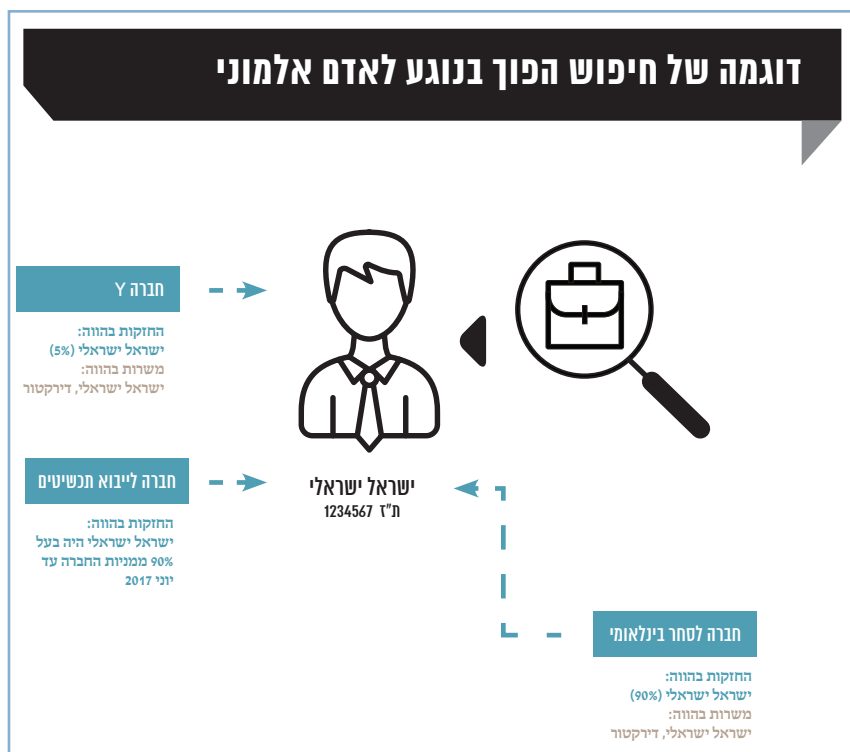 דוגמה של חיפוש הפוך בנוגע לאדם אלמוני
חברה Y
החזקות בהווה:
ישראל ישראלי (5%)
משרות בהווה:
ישראל ישראלי, דירקטור
חברה לייבוא תכשיטים
החזקות בהווה:
ישראל ישראלי היה בעל
90% ממניות החברה עד
יוני 2017
ישראל ישראלי
ת"ז 1234567
חברה לסחר בינלאומי
החזקות בהווה:
ישראל ישראלי (90%)
משרות בהווה:
ישראל ישראלי, דירקטור